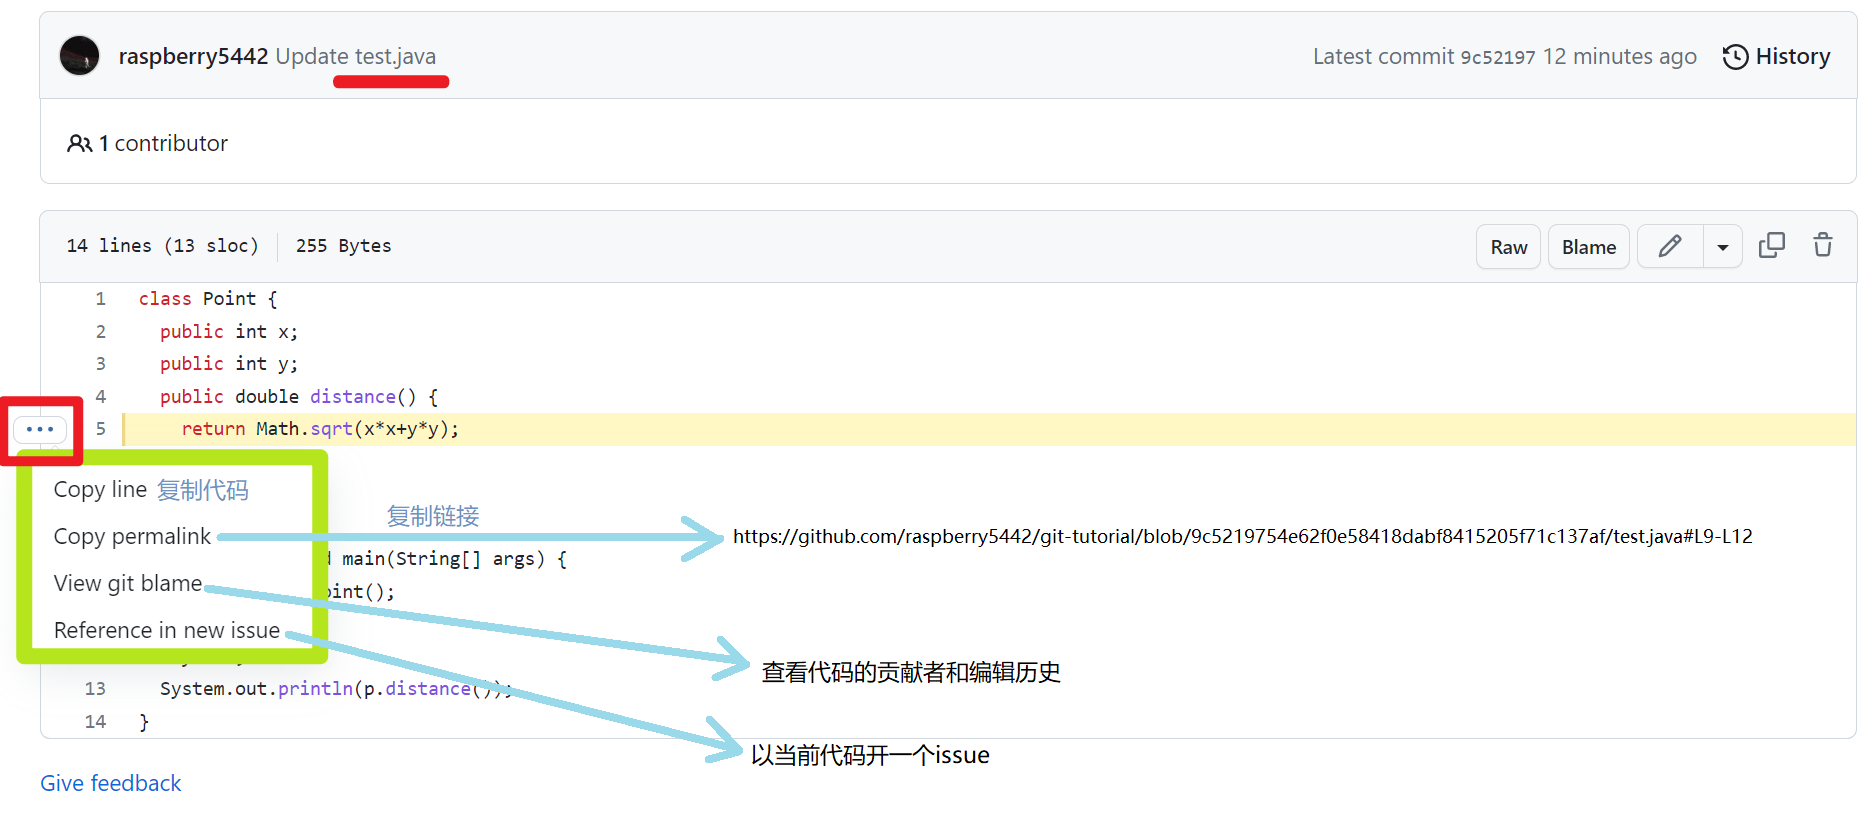 raspberry5442 Update test.java
Latest commit 9c52197 12 minutes ago History
1 contributor
14 lines (13 sloc) 255 Bytes
Raw Blame
1 class Point {
2 public int x;
3 public int y;
4 public double distance() {
5 return Math.sqrt(x*x+y*y);
Copy line 复制代码
复制链接
Copy permalink
https://github.com/raspberry5442/git-tutorial/blob/9c5219754e62f0e58418dabf8415205f71c137af/test.java#L9-L12
main(String[] args) {
View git blame
oint();
Reference in new issue
查看代码的贡献者和编辑历史
13 System.out.println(p.distance());
14 }
以当前代码开一个issue
Give feedback